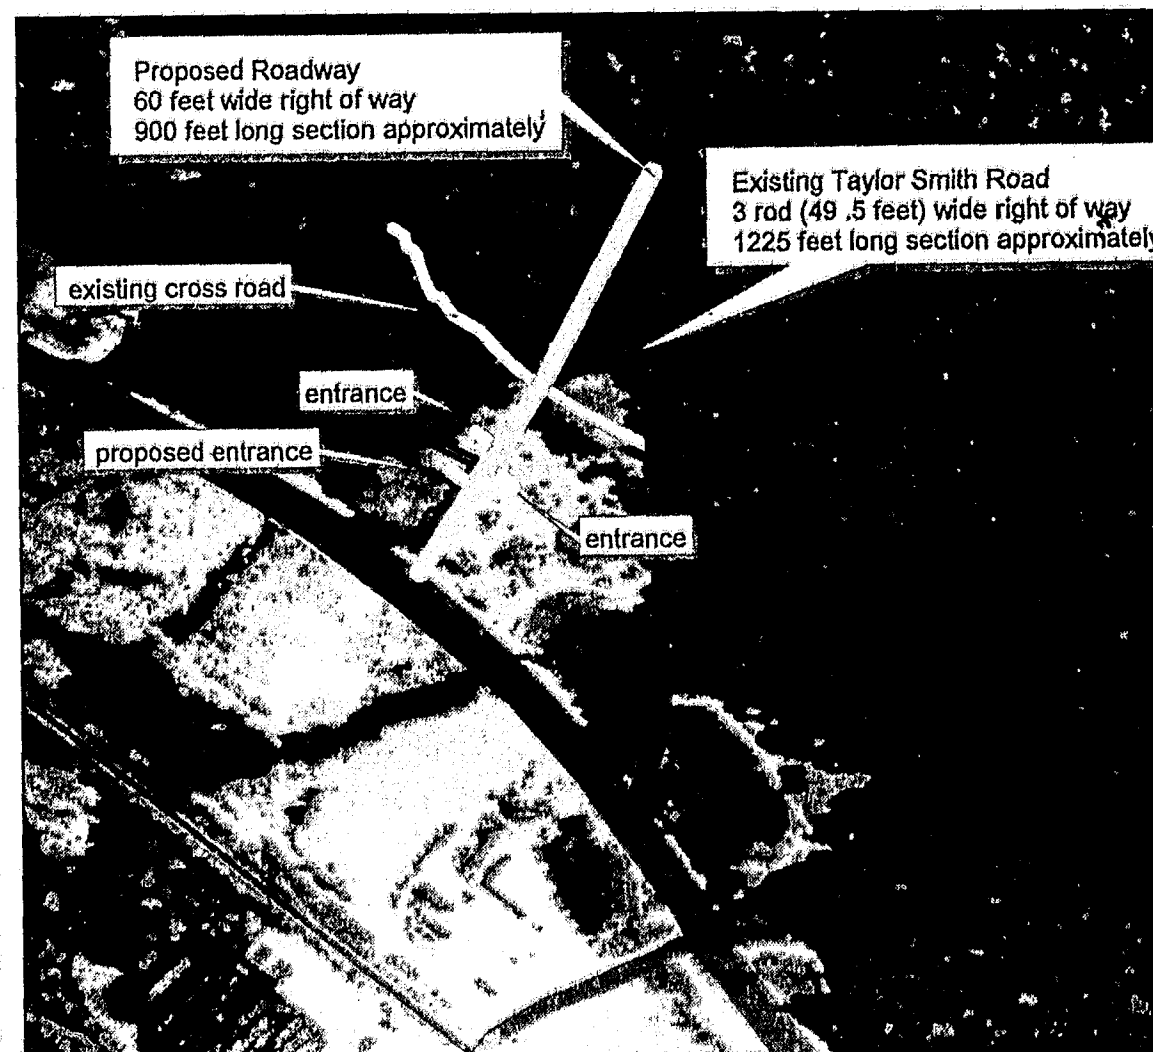 Proposed Roadway
60 feet wide right of way
900 feet long section approximately
Existing Taylor Smith Road
3 rod (49 .5 feet) wide right of way
1225 feet long section approximately
existing cross road
entrance
proposed entrance
entrance